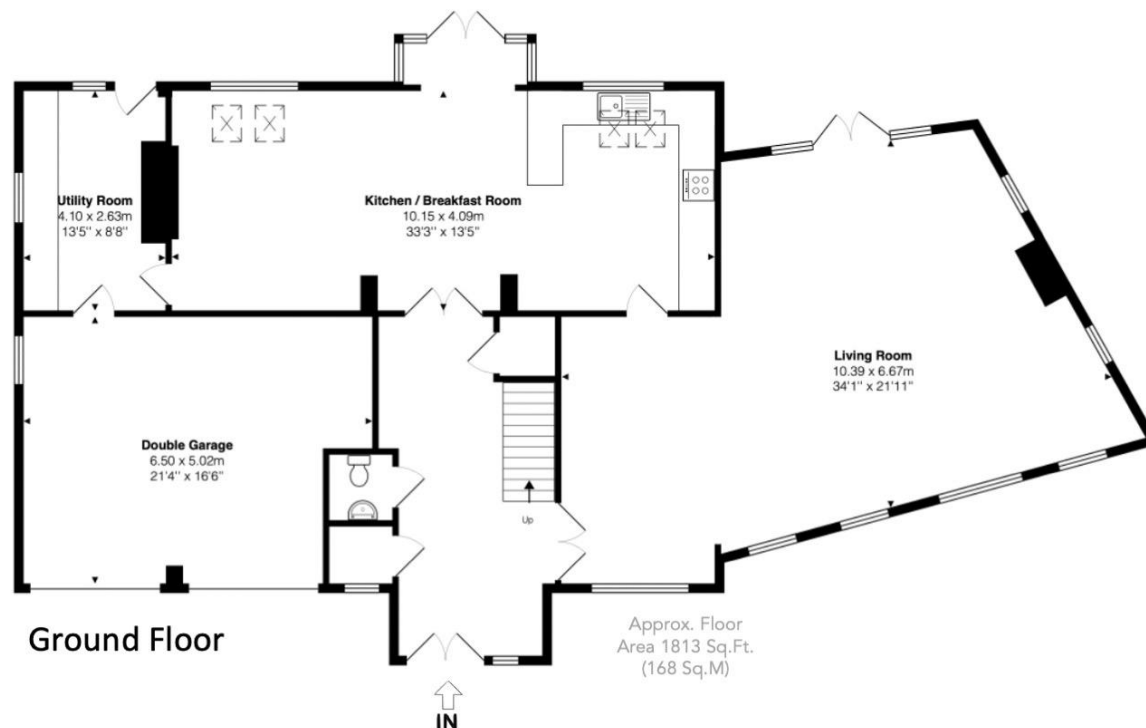 Utility Room
4.10 x 2.63m
13'5'' x 8'8''
Kitchen / Breakfast Room
10.15 x 4.09m
33'3'' x 13'5''
Living Room
10.39 x 6.67m
34'1'' x 21'11''
Double Garage
6.50 x 5.02m
21'4'' x 16'6''
Up
Ground Floor
Approx. Floor
Area 1813 Sq.Ft.
(168 Sq.M)
IN